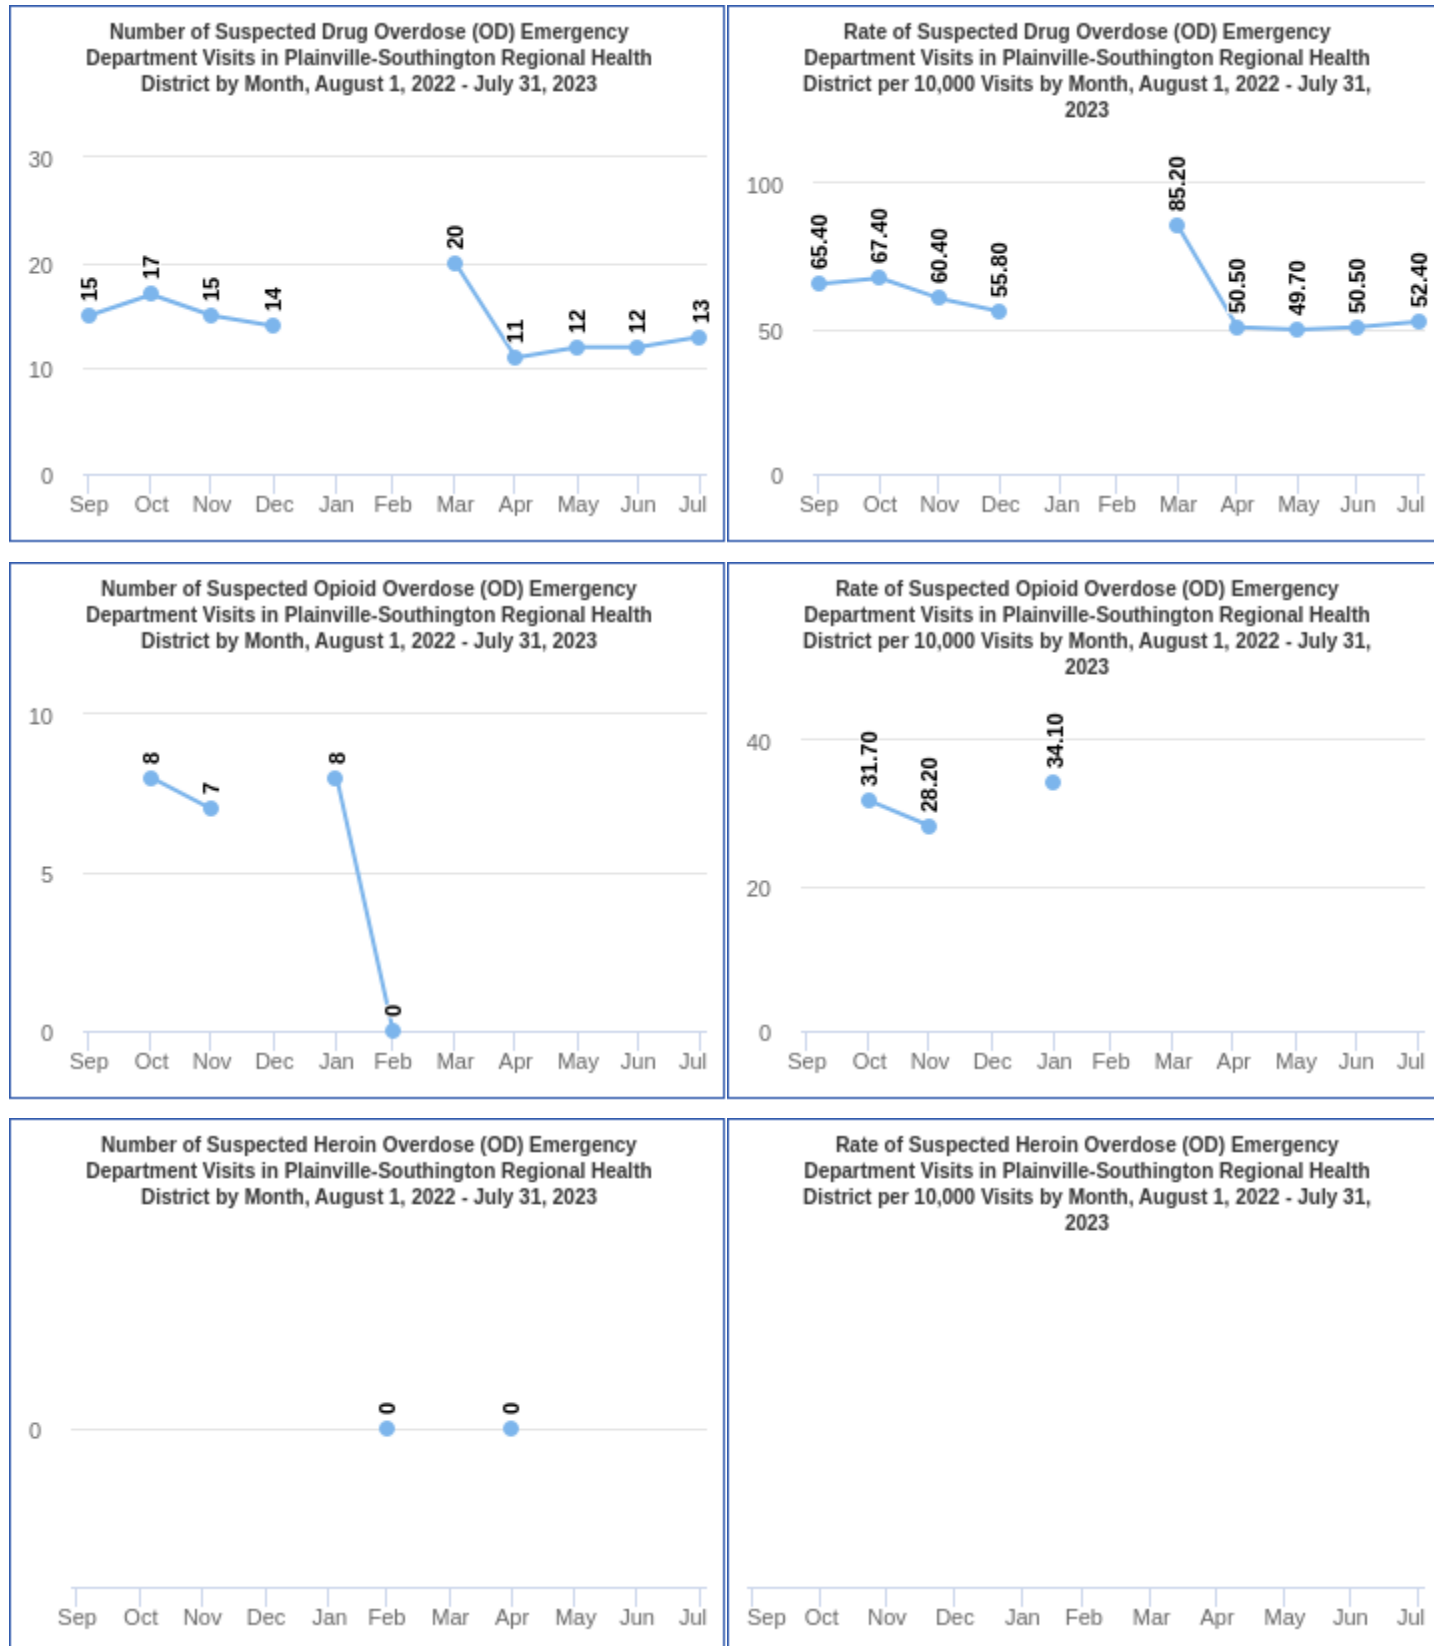 Number of Suspected Drug Overdose (OD) Emergency
Department Visits in Plainville-Southington Regional Health
District by Month, August 1, 2022 - July 31, 2023
30
20
10
0
15
17
15
14
20
11
12
12
13
Sep Oct Nov Dec Jan Feb Mar Apr May Jun Jul
Rate of Suspected Drug Overdose (OD) Emergency
Department Visits in Plainville-Southington Regional Health
District per 10,000 Visits by Month, August 1, 2022 - July 31,
2023
100
50
0
65.40
67.40
60.40
55.80
85.20
50.50
49.70
50.50
52.40
Sep Oct Nov Dec Jan Feb Mar Apr May Jun Jul
Number of Suspected Opioid Overdose (OD) Emergency
Department Visits in Plainville-Southington Regional Health
District by Month, August 1, 2022 - July 31, 2023
10
5
0
8
7
8
0
Sep Oct Nov Dec Jan Feb Mar Apr May Jun Jul
Rate of Suspected Opioid Overdose (OD) Emergency
Department Visits in Plainville-Southington Regional Health
District per 10,000 Visits by Month, August 1, 2022 - July 31,
2023
40
20
0
31.70
28.20
34.10
Sep Oct Nov Dec Jan Feb Mar Apr May Jun Jul
Number of Suspected Heroin Overdose (OD) Emergency
Department Visits in Plainville-Southington Regional Health
District by Month, August 1, 2022 - July 31, 2023
0
0
0
Sep Oct Nov Dec Jan Feb Mar Apr May Jun Jul
Rate of Suspected Heroin Overdose (OD) Emergency
Department Visits in Plainville-Southington Regional Health
District per 10,000 Visits by Month, August 1, 2022 - July 31,
2023
Sep Oct Nov Dec Jan Feb Mar Apr May Jun Jul